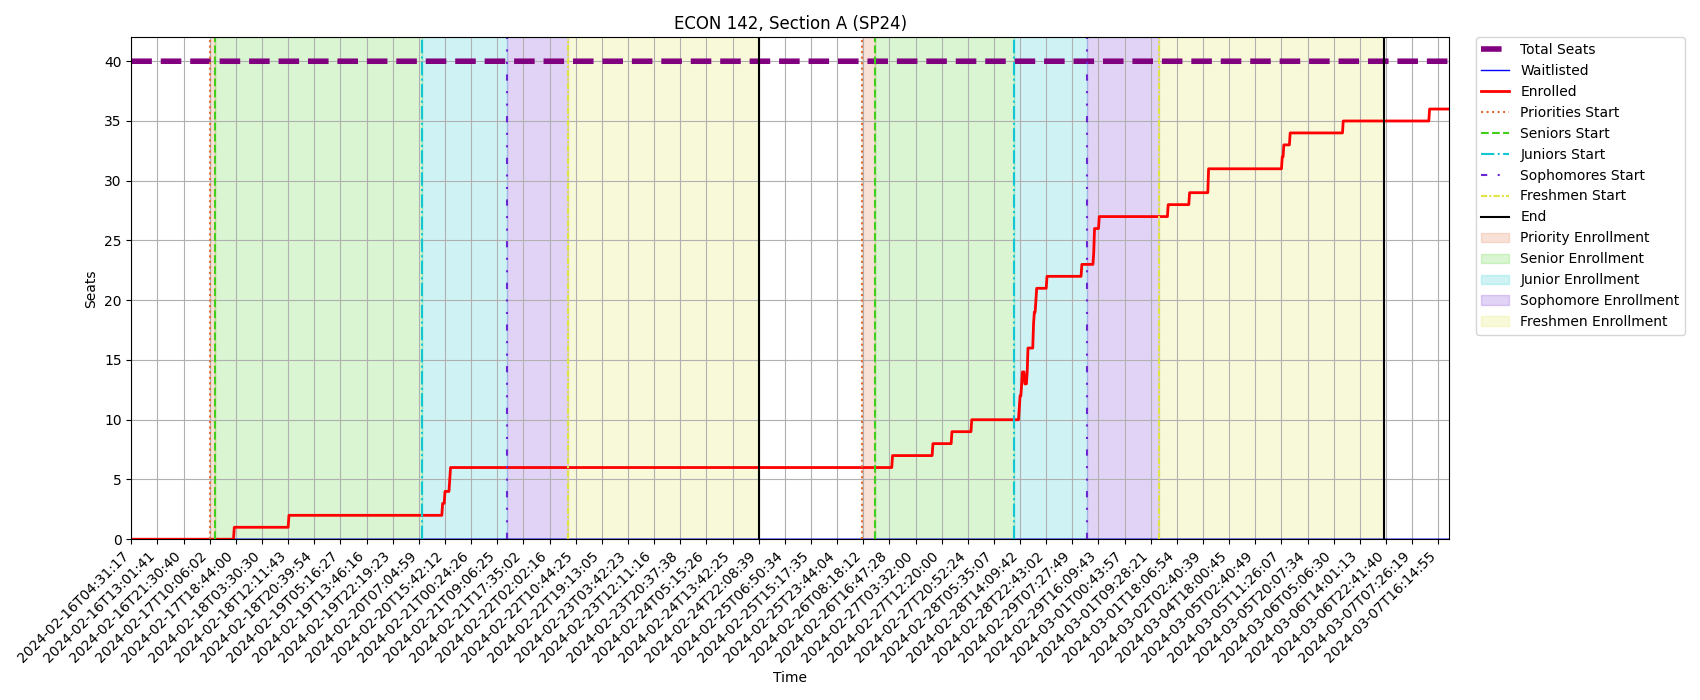 ECON 142, Section A (SP24)
40
35
30
25
20
15
10
5
0
Seats
2024-02-16T04:31:17
2024-02-16T13:01:41
2024-02-16T21:30:40
2024-02-17T10:06:02
2024-02-17T18:44:00
2024-02-18T03:30:30
2024-02-18T12:11:43
2024-02-18T20:39:54
2024-02-19T05:16:27
2024-02-19T13:46:16
2024-02-19T22:19:23
2024-02-20T07:04:59
2024-02-20T15:42:12
2024-02-21T00:24:26
2024-02-21T09:06:25
2024-02-21T17:35:02
2024-02-22T02:02:16
2024-02-22T10:44:25
2024-02-22T19:13:05
2024-02-23T03:42:23
2024-02-23T12:11:16
2024-02-23T20:37:38
2024-02-24T05:15:26
2024-02-24T13:42:25
2024-02-24T22:08:39
2024-02-25T06:50:34
2024-02-25T15:17:35
2024-02-25T23:44:04
2024-02-26T08:18:12
2024-02-26T16:47:28
2024-02-27T03:32:00
2024-02-27T12:20:00
2024-02-27T20:52:24
2024-02-28T05:35:07
2024-02-28T14:09:42
2024-02-28T22:43:02
2024-02-29T07:27:49
2024-02-29T16:09:43
2024-03-01T00:43:57
2024-03-01T09:28:21
2024-03-01T18:06:54
2024-03-02T02:40:39
2024-03-04T18:00:45
2024-03-05T02:40:49
2024-03-05T11:26:07
2024-03-05T20:07:34
2024-03-06T05:06:30
2024-03-06T14:01:13
2024-03-06T22:41:40
2024-03-07T07:26:19
2024-03-07T16:14:55
Time
Total Seats
Waitlisted
Enrolled
Priorities Start
Seniors Start
Juniors Start
Sophomores Start
Freshmen Start
End
Priority Enrollment
Senior Enrollment
Junior Enrollment
Sophomore Enrollment
Freshmen Enrollment